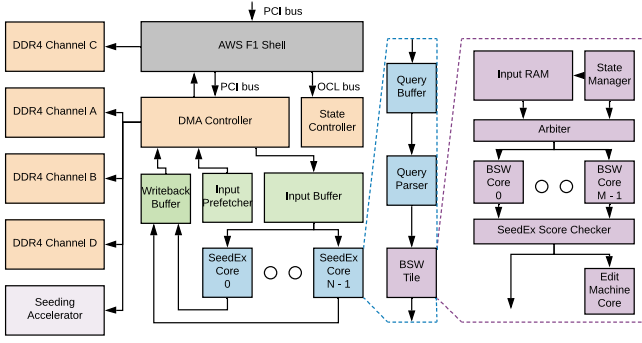 PCI bus
DDR4 Channel C
AWS F1 Shell
PCI bus
OCL bus
DDR4 Channel A
DMA Controller
State
Controller
DDR4 Channel B
Writeback
Buffer
Input
Prefetcher
Input Buffer
DDR4 Channel D
SeedEx
Core
0
SeedEx
Core
N - 1
Seeding
Accelerator
Query
Buffer
Query
Parser
BSW
Tile
Input RAM
State
Manager
Arbiter
BSW
Core
0
BSW
Core
M - 1
SeedEx Score Checker
Edit
Machine
Core